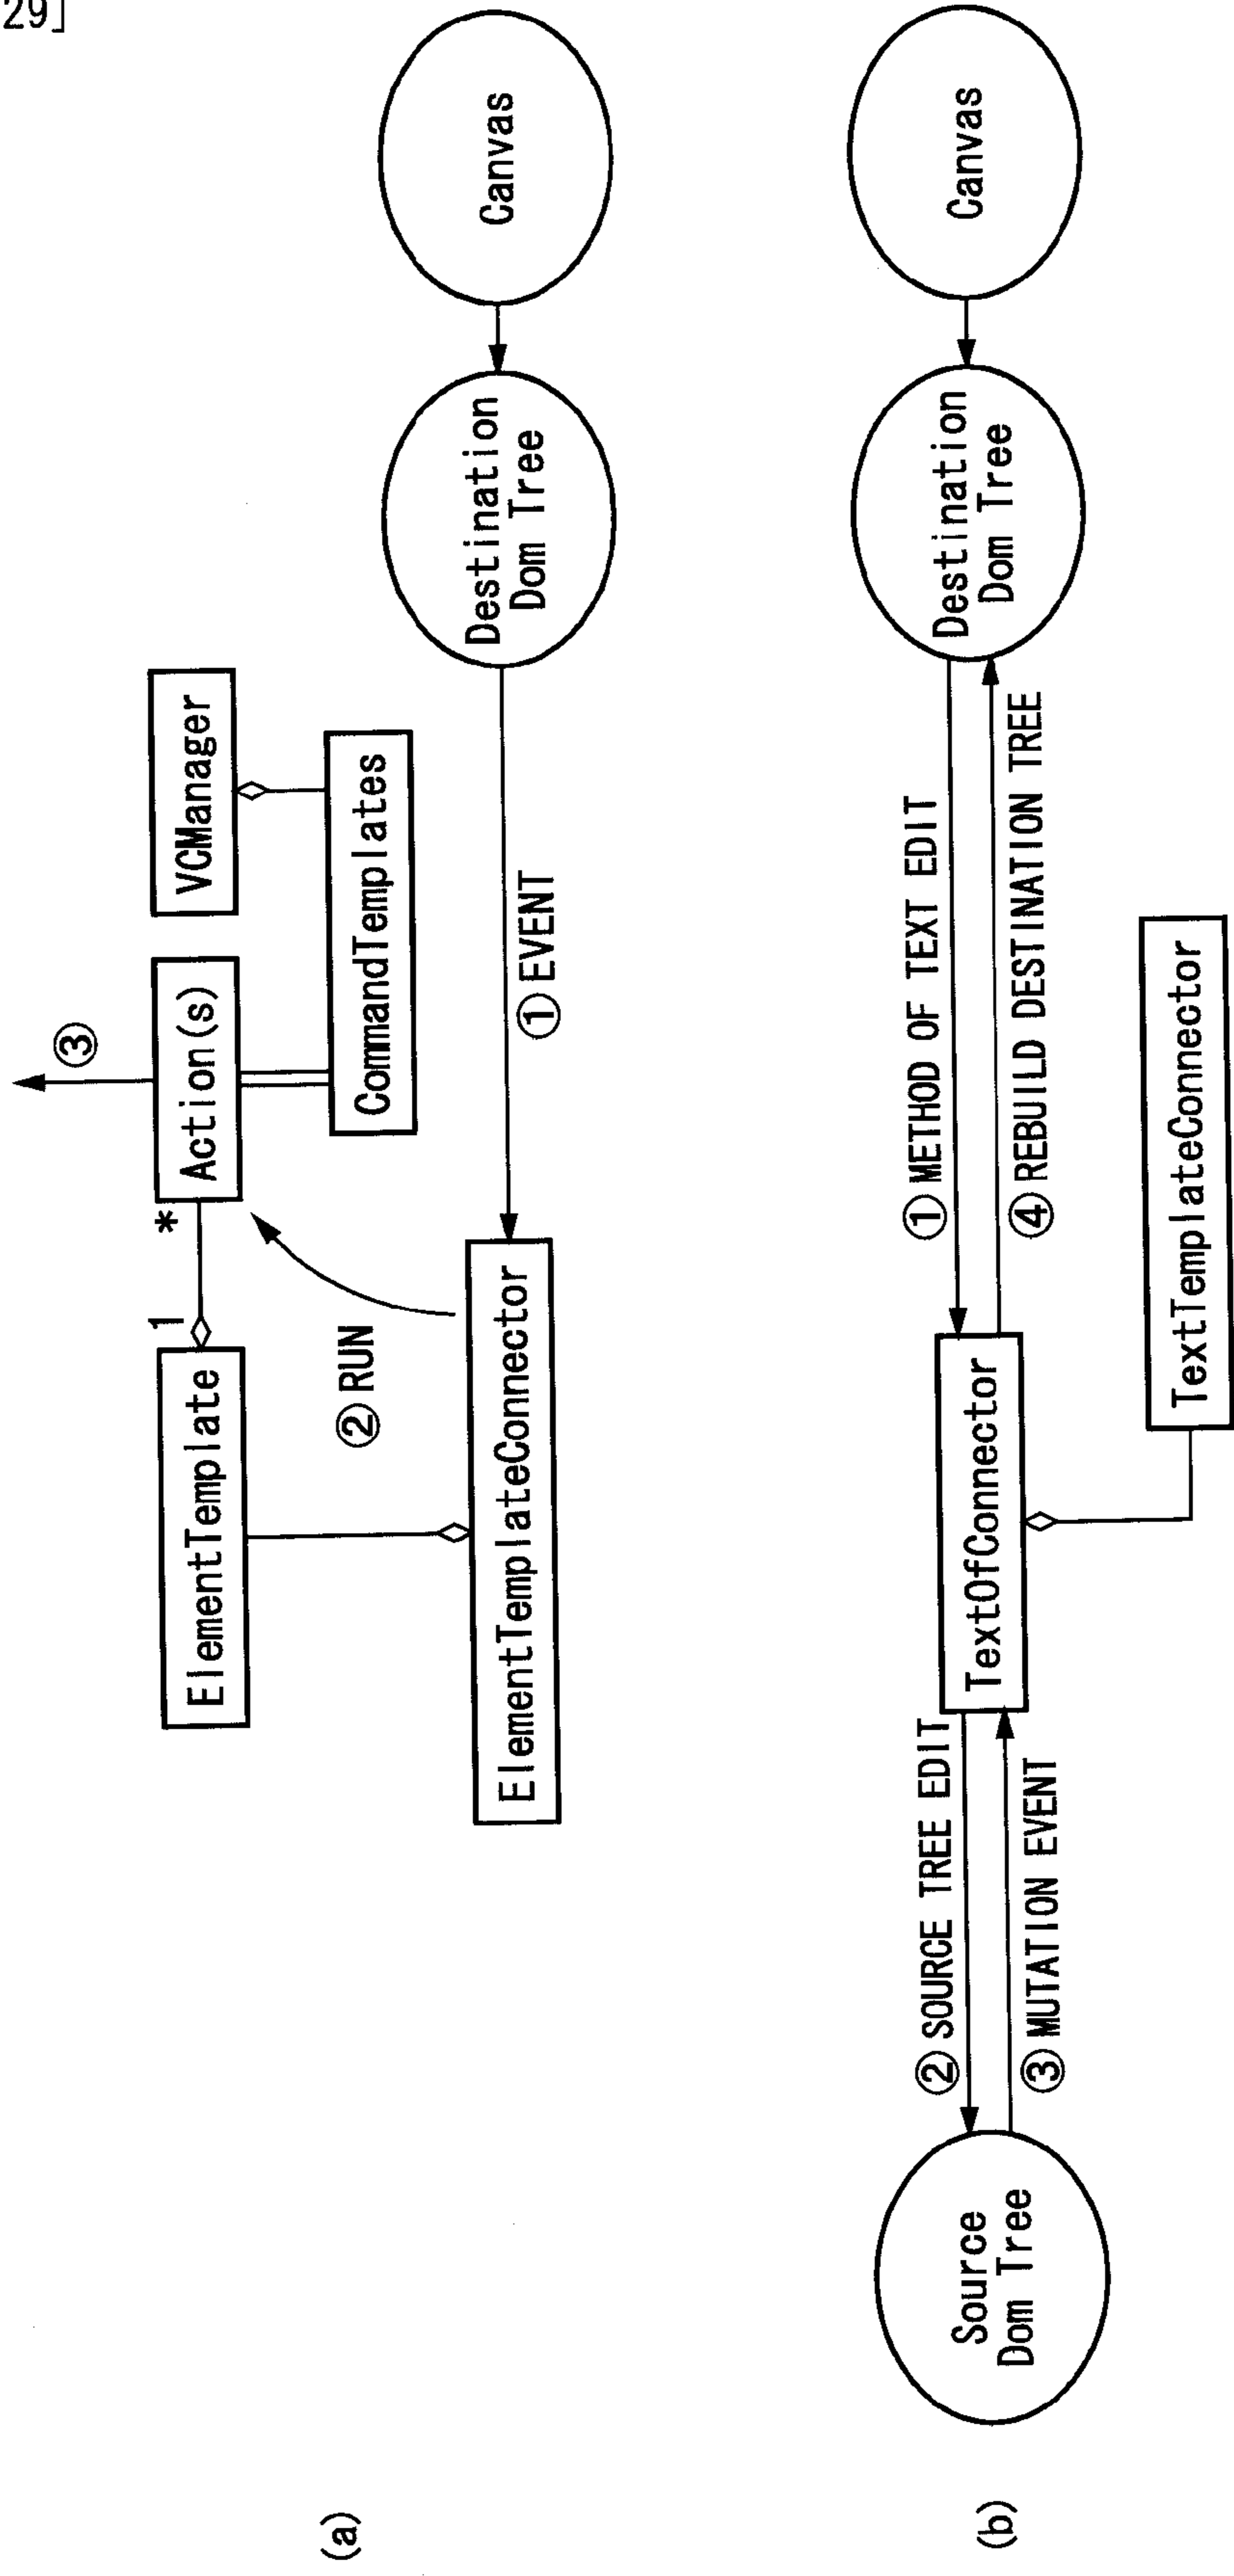 29]
(a)
ElementTemplate
1
*
Action(s)
③
VCManager
CommandTemplates
② RUN
ElementTemplateConnector
① EVENT
Destination
Dom Tree
Canvas
(b)
Source
Dom Tree
② SOURCE TREE EDIT
③ MUTATION EVENT
TextOfConnector
① METHOD OF TEXT EDIT
④ REBUILD DESTINATION TREE
TextTemplateConnector
Destination
Dom Tree
Canvas